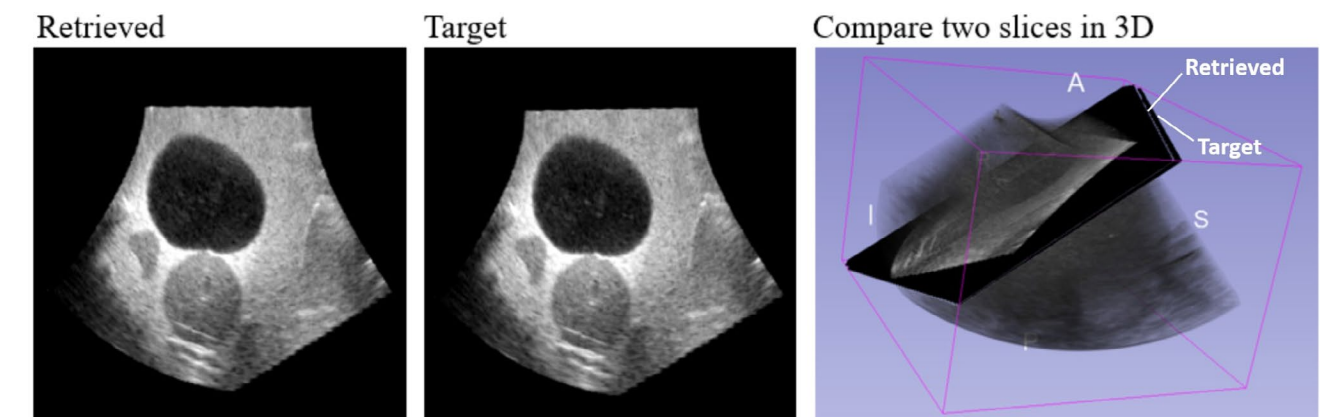 Retrieved
Target
Compare two slices in 3D
A
Retrieved
Target
I
S
P